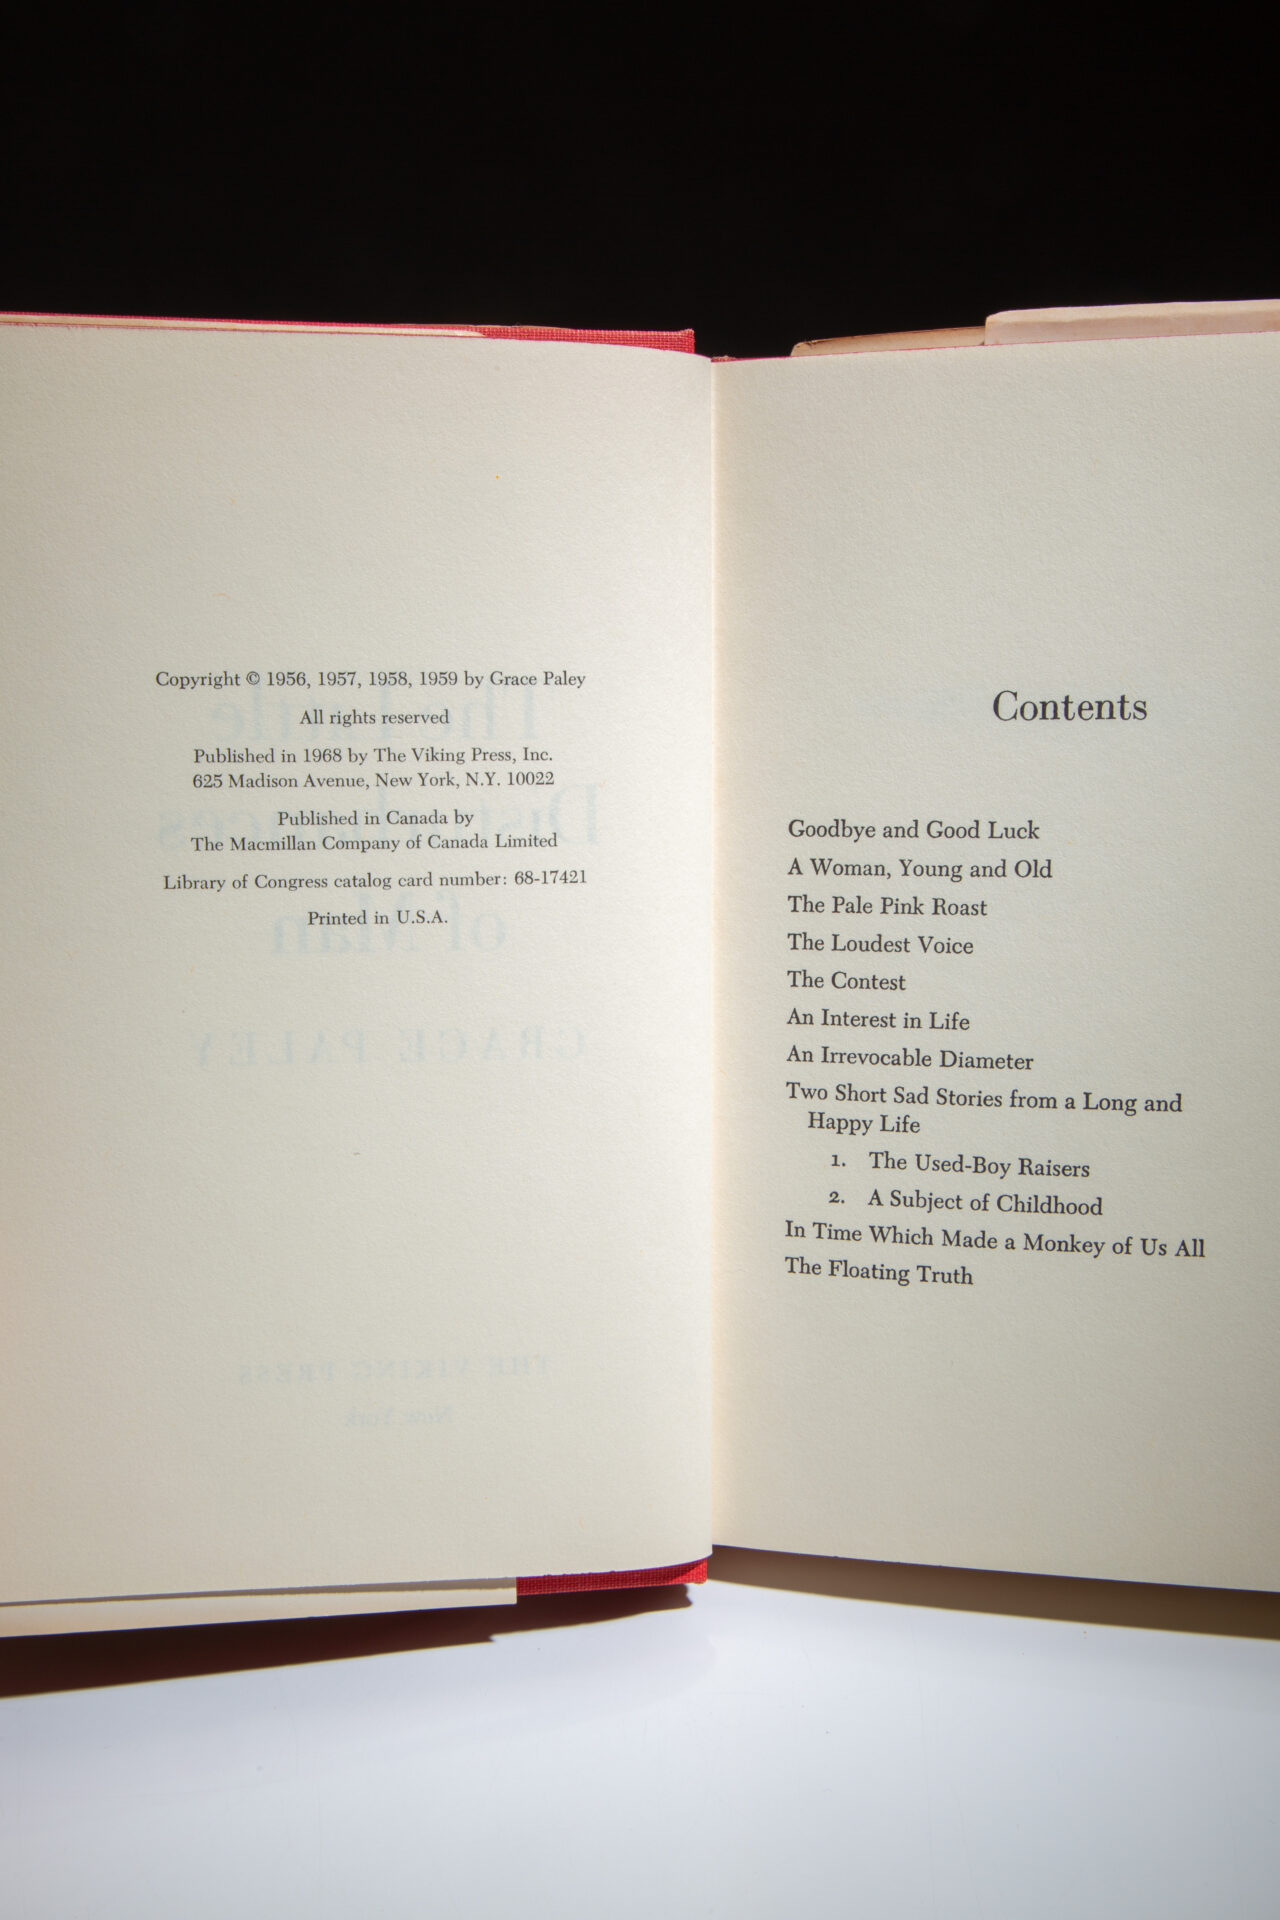 Copyright © 1956, 1957, 1958, 1959 by Grace Paley
All rights reserved
Published in 1968 by The Viking Press, Inc.
625 Madison Avenue, New York, N.Y. 10022
Published in Canada by
The Macmillan Company of Canada Limited
Library of Congress catalog card number: 68-17421
Printed in U.S.A.
Contents
Goodbye and Good Luck
A Woman, Young and Old
The Pale Pink Roast
The Loudest Voice
The Contest
An Interest in Life
An Irrevocable Diameter
Two Short Sad Stories from a Long and
Happy Life
1. The Used-Boy Raisers
2. A Subject of Childhood
In Time Which Made a Monkey of Us All
The Floating Truth